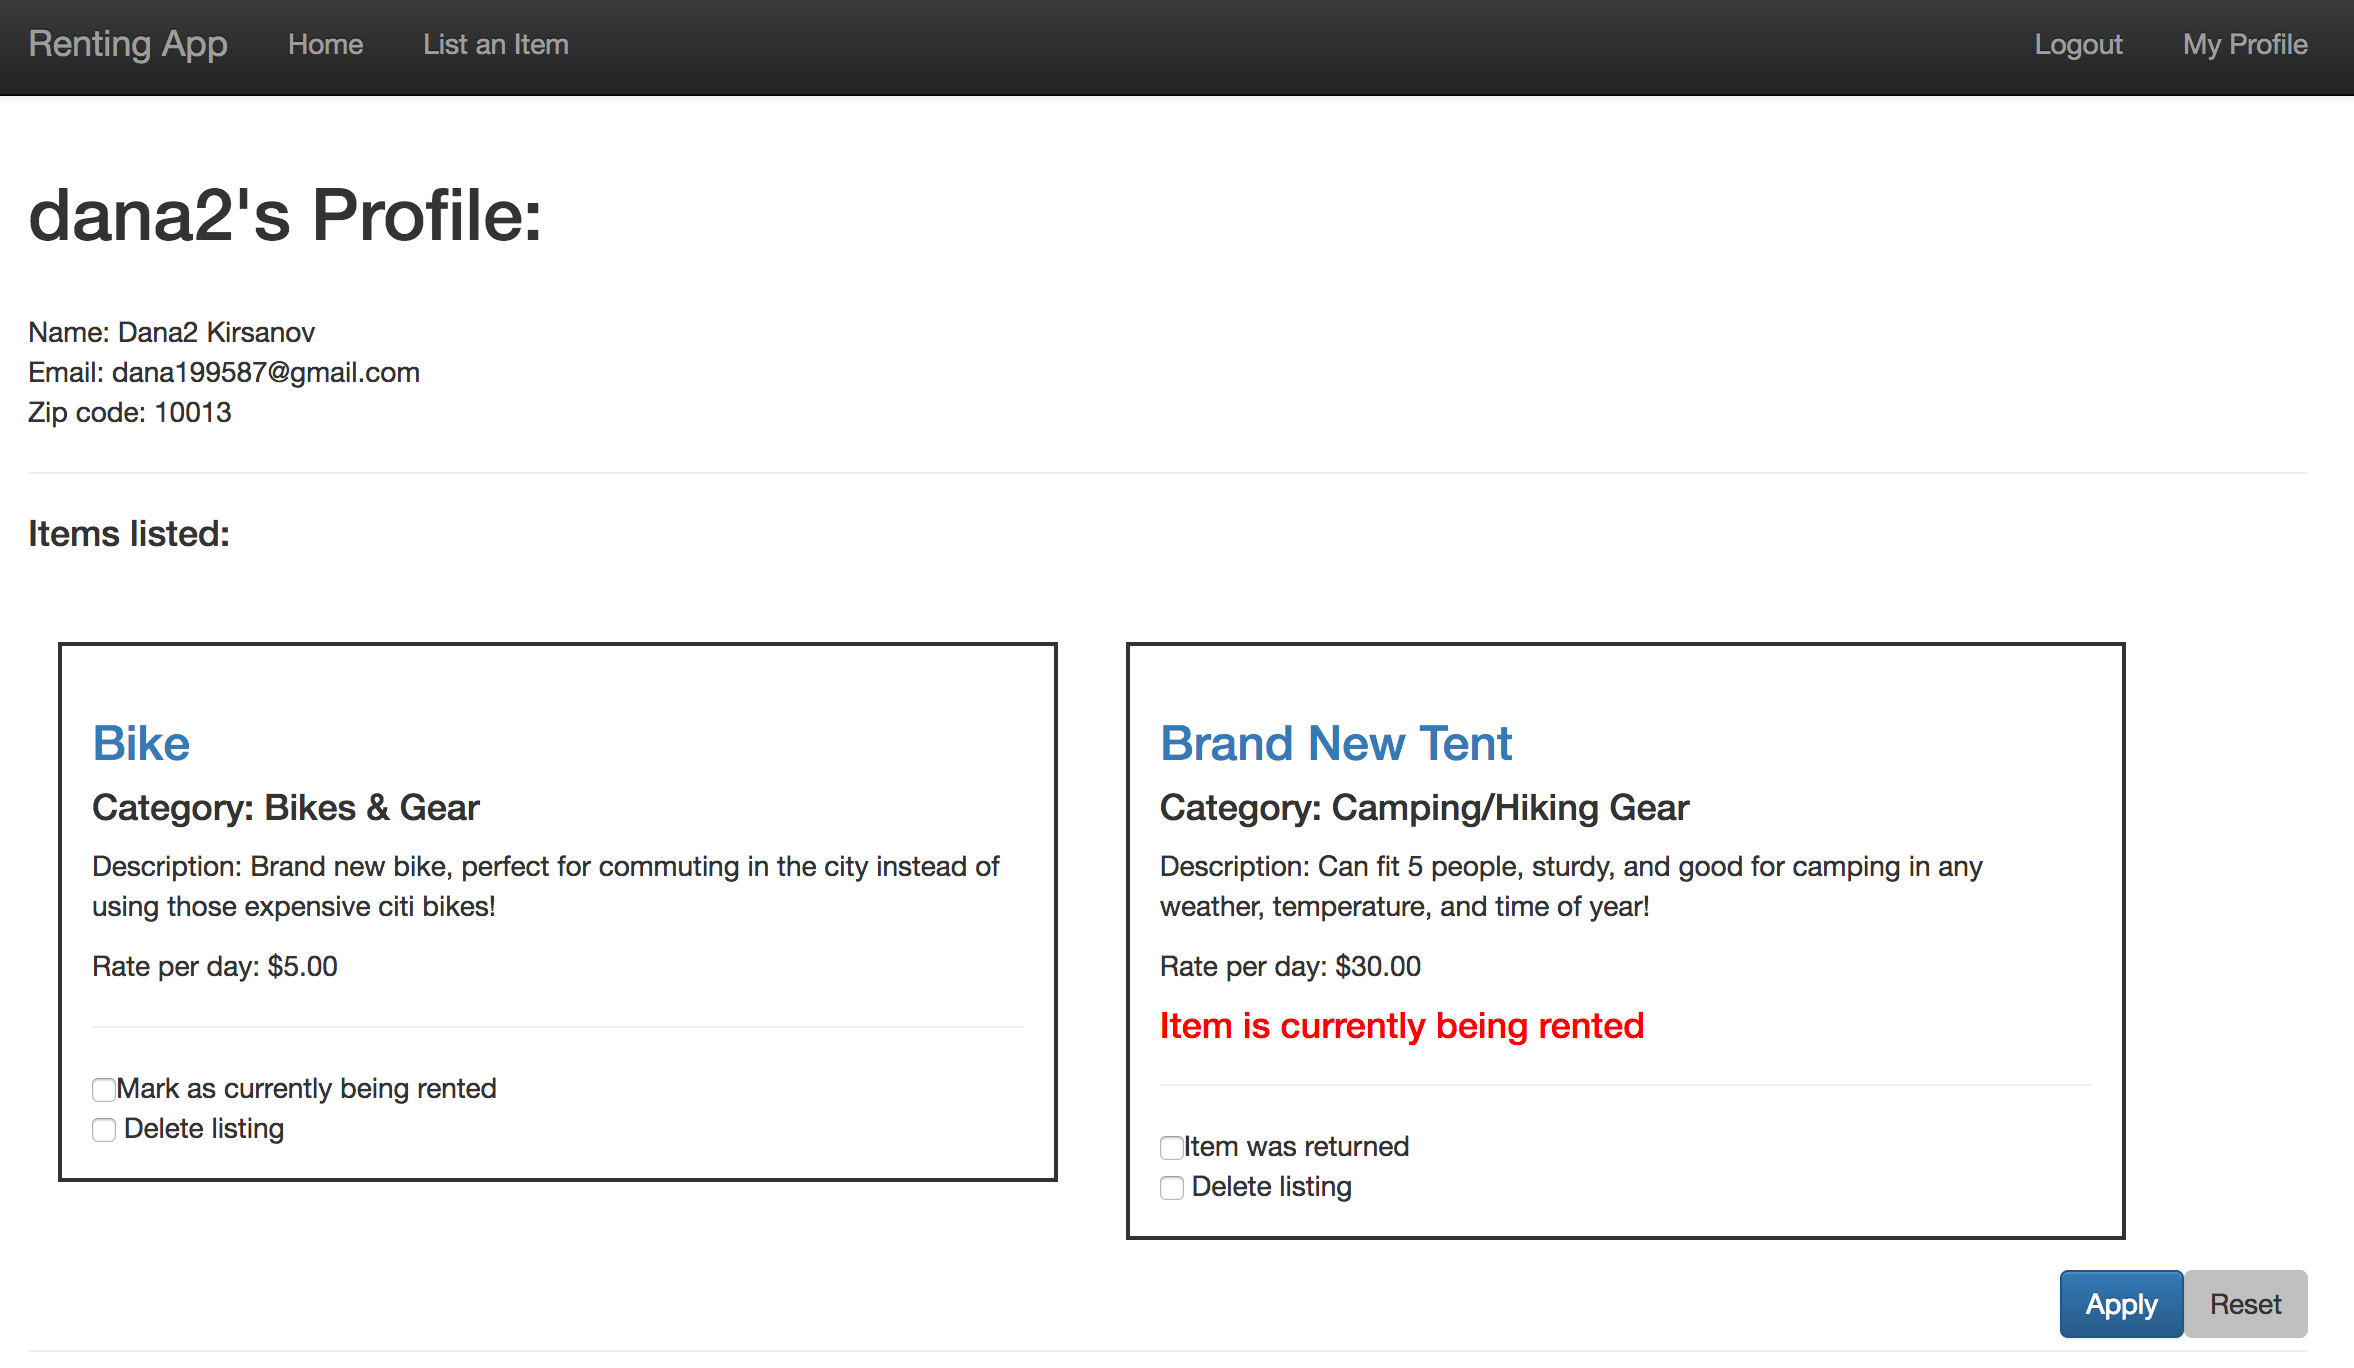 Renting App Home List an Item Logout My Profile
dana2's Profile:
Name: Dana2 Kirsanov
Email: dana199587@gmail.com
Zip code: 10013
Items listed:
Bike
Category: Bikes & Gear
Description: Brand new bike, perfect for commuting in the city instead of
using those expensive citi bikes!
Rate per day: $5.00
Mark as currently being rented
Delete listing
Brand New Tent
Category: Camping/Hiking Gear
Description: Can fit 5 people, sturdy, and good for camping in any
weather, temperature, and time of year!
Rate per day: $30.00
Item is currently being rented
Item was returned
Delete listing
Apply Reset